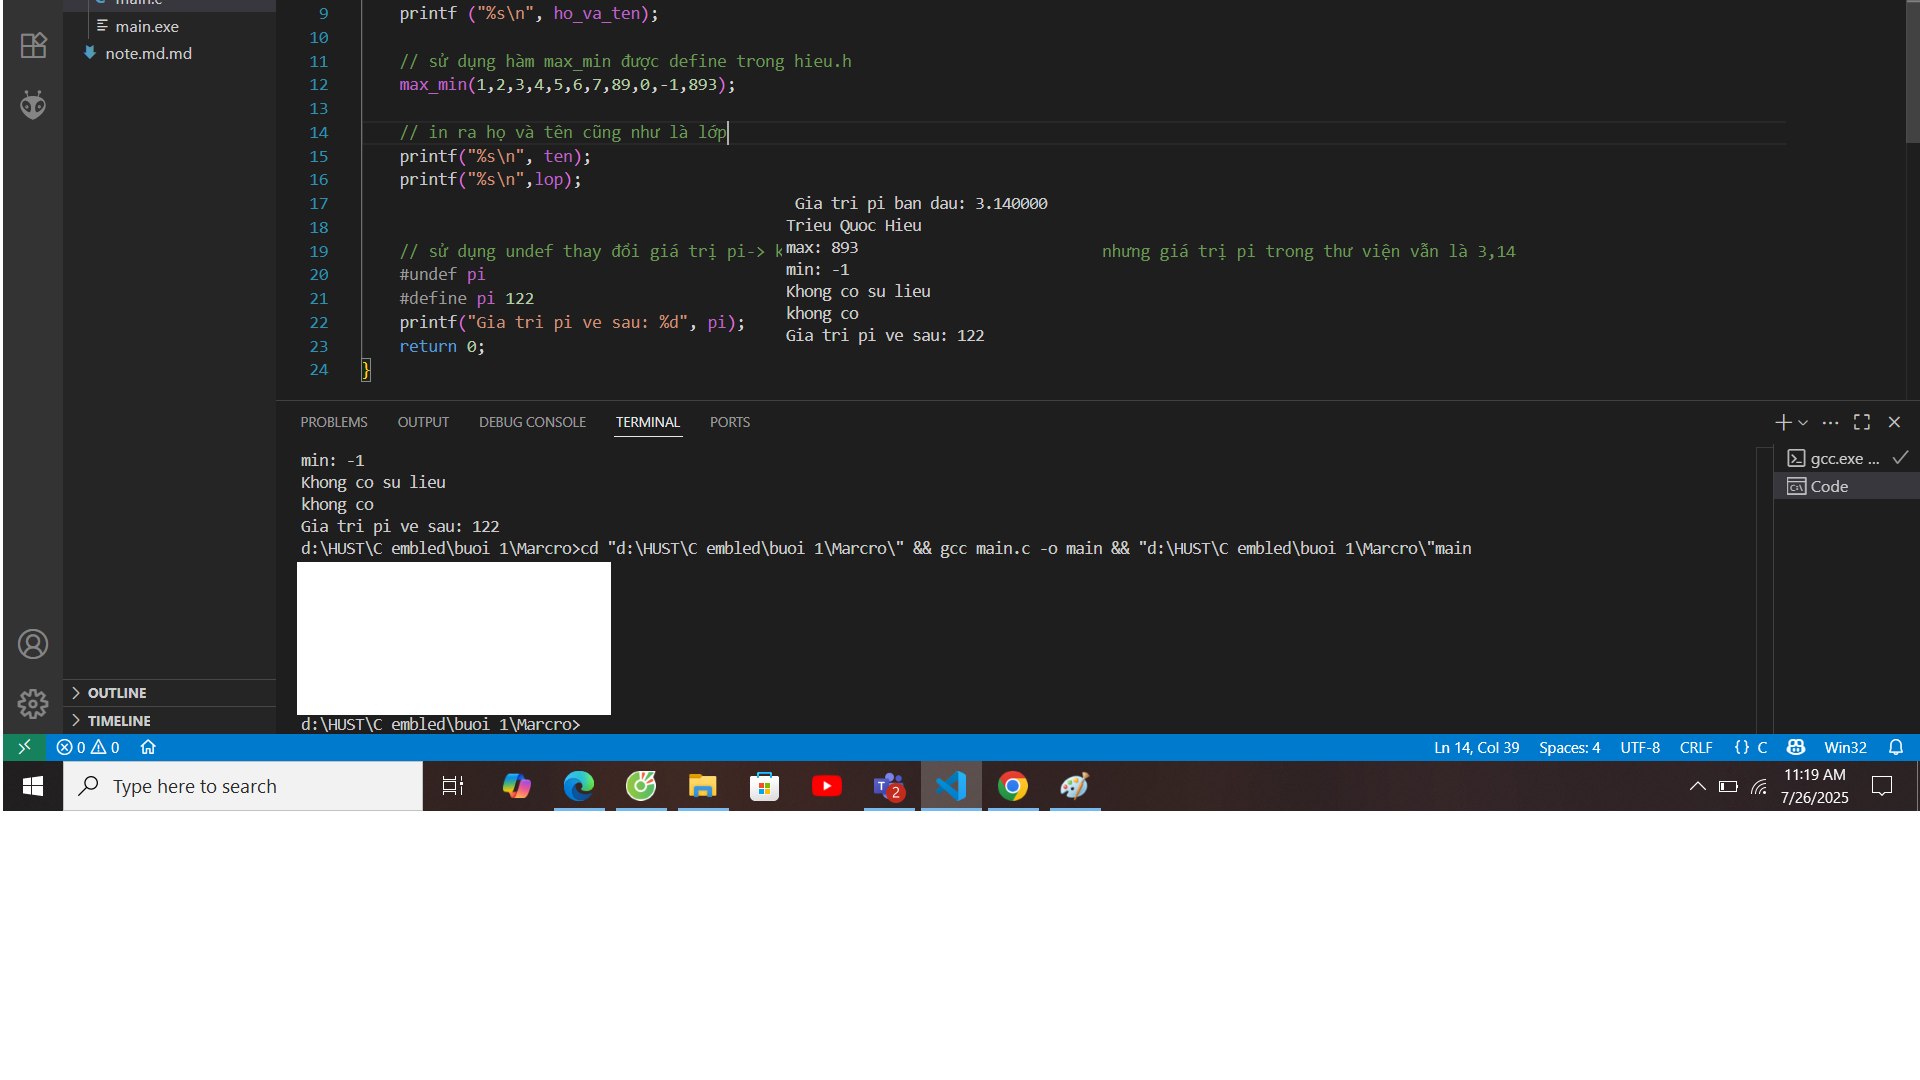 main.c
main.exe
note.md.md
9 printf ("%s\n", ho_va_ten);
10
11 // sử dụng hàm max_min được define trong hieu.h
12 max_min(1,2,3,4,5,6,7,89,0,-1,893);
13
14 // in ra họ và tên cũng như là lớp
15 printf("%s\n", ten);
16 printf("%s\n",lop);
17
18
19 // sử dụng undef thay đổi giá trị pi-> k nhưng giá trị pi trong thư viện vẫn là 3,14
20 #undef pi
21 #define pi 122
22 printf("Gia tri pi ve sau: %d", pi);
23 return 0;
24 }
Gia tri pi ban dau: 3.140000
Trieu Quoc Hieu
max: 893
min: -1
Khong co su lieu
khong co
Gia tri pi ve sau: 122
PROBLEMS OUTPUT DEBUG CONSOLE TERMINAL PORTS
min: -1
Khong co su lieu
khong co
Gia tri pi ve sau: 122
d:\HUST\C embled\buoi 1\Marcro>cd "d:\HUST\C embled\buoi 1\Marcro\" && gcc main.c -o main && "d:\HUST\C embled\buoi 1\Marcro\"main
d:\HUST\C embled\buoi 1\Marcro>
gcc.exe ...
Code
OUTLINE
TIMELINE
0 0 Ln 14, Col 39 Spaces: 4 UTF-8 CRLF {} C Win32
Type here to search
2
11:19 AM
7/26/2025